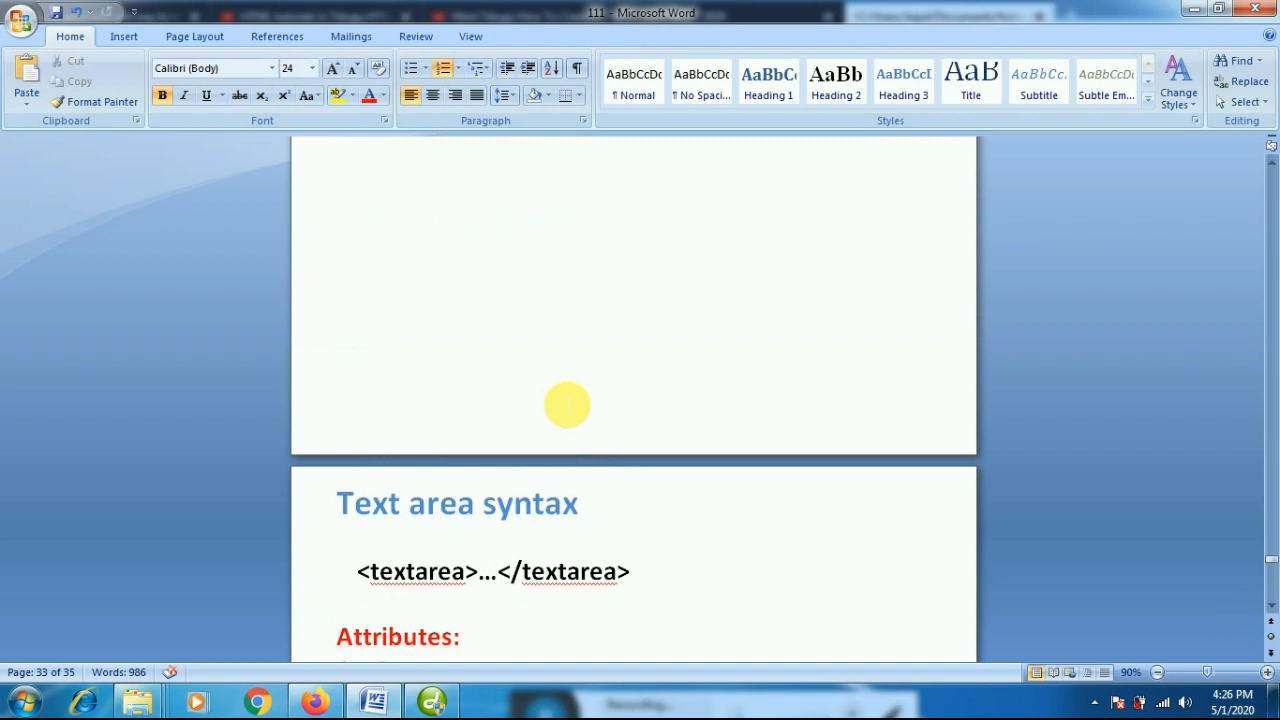 111 - Microsoft Word
Home Insert Page Layout References Mailings Review View
Paste
Cut
Copy
Format Painter
Clipboard
Calibri (Body) 24
Font
Paragraph
AaBbCcDc AaBbCcDc AaBbC AaBb AaBbCcI AaB AaBbCc. AaBbCcDc
¶ Normal ¶ No Spaci... Heading 1 Heading 2 Heading 3 Title Subtitle Subtle Em...
Change
Styles
Styles
Find
Replace
Select
Editing
Text area syntax
<textarea>...</textarea>
Attributes:
Page: 33 of 35 Words: 986 90%
Recording...
4:26 PM
5/1/2020